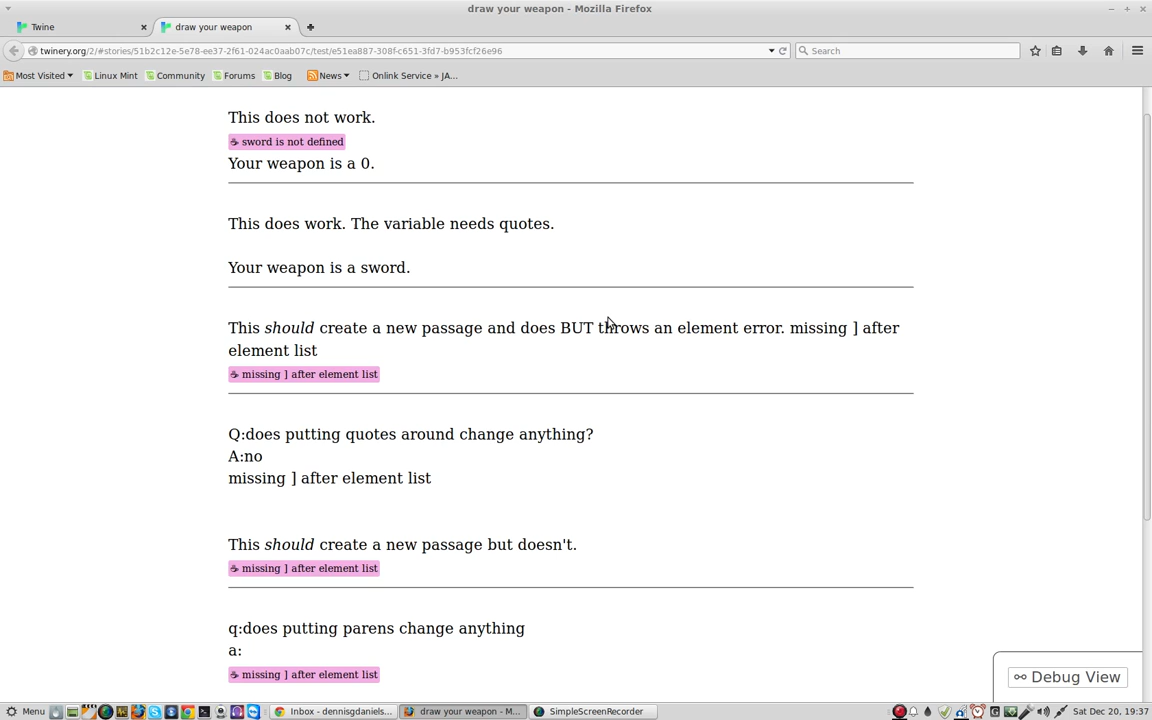 draw your weapon - Mozilla Firefox
Twine
draw your weapon
twinery.org/2/#stories/51b2c12e-5e78-ee37-2f61-024ac0aab07c/test/e51ea887-308f-c651-3fd7-b953fcf26e96
Search
Most Visited
Linux Mint
Community
Forums
Blog
News
Onlink Service » JA...
This does not work.
sword is not defined
Your weapon is a 0.
This does work. The variable needs quotes.
Your weapon is a sword.
This should create a new passage and does BUT throws an element error. missing ] after
element list
missing ] after element list
Q:does putting quotes around change anything?
A:no
missing ] after element list
This should create a new passage but doesn't.
missing ] after element list
q:does putting parens change anything
a:
missing ] after element list
Debug View
Menu
Inbox - dennisgdaniels...
draw your weapon - M...
SimpleScreenRecorder
Sat Dec 20, 19:37